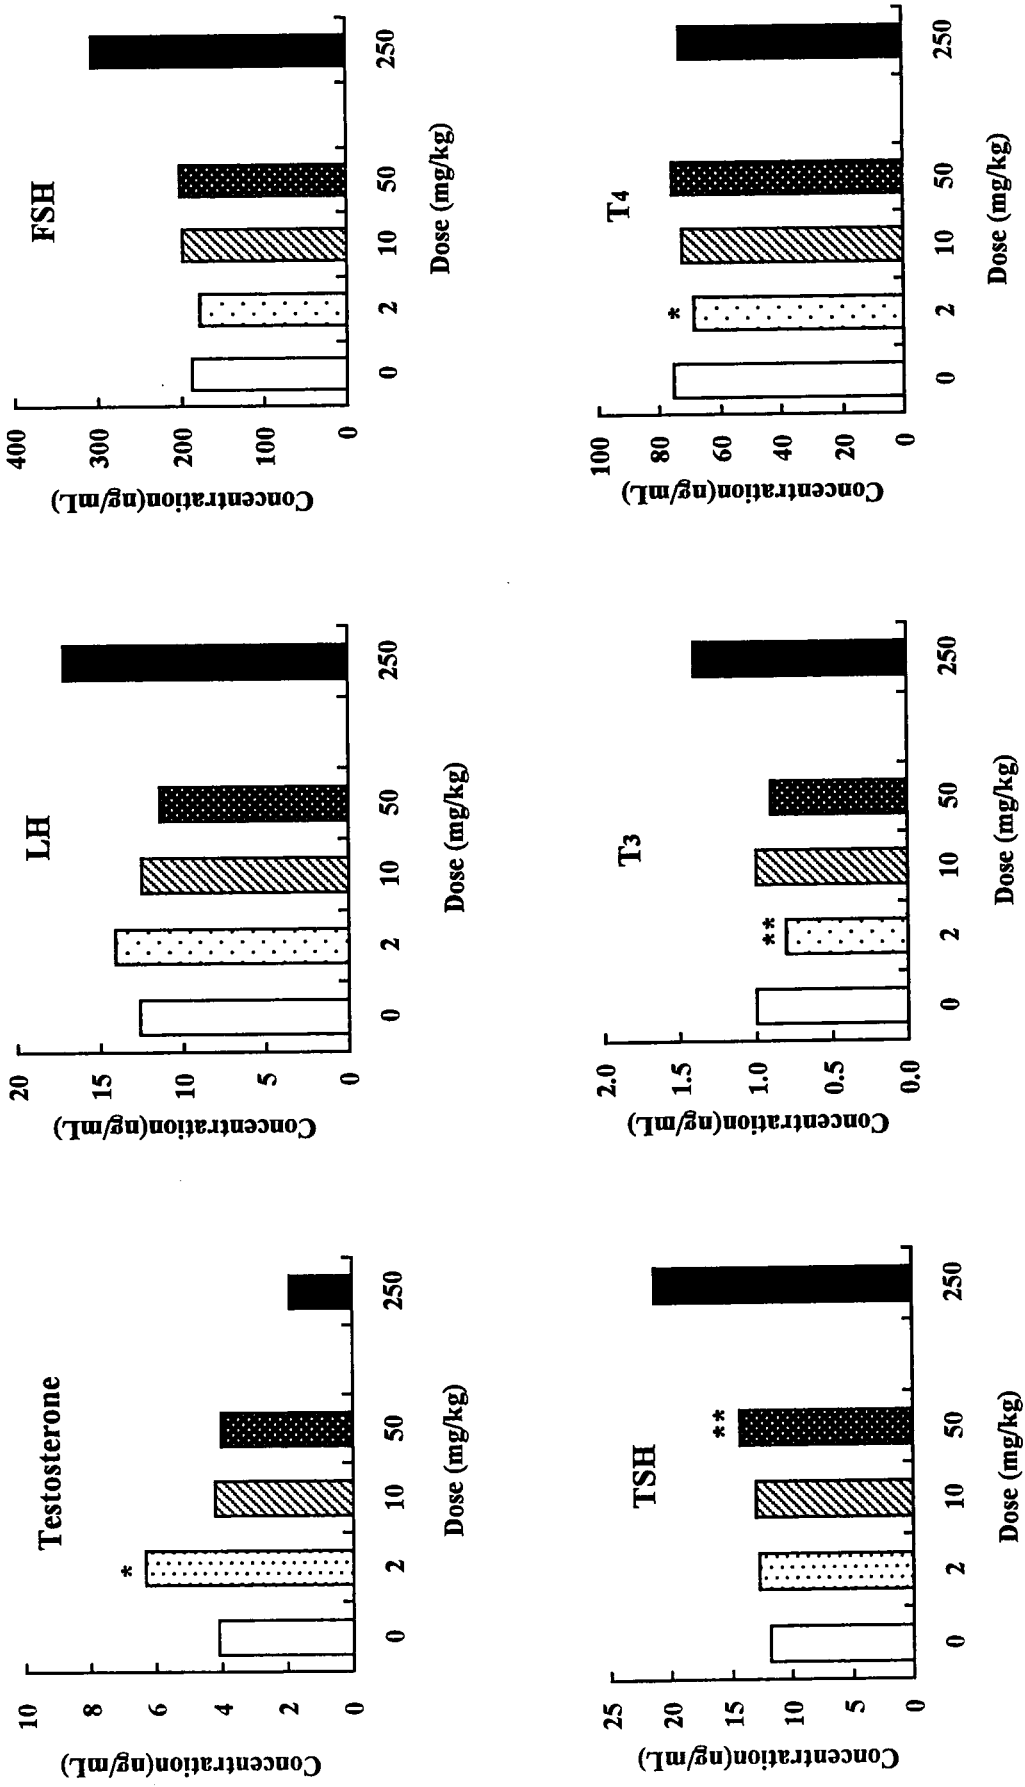 Testosterone
Concentration(ng/mL)
10
8
6
4
2
0
*
0 2 10 50 250
Dose (mg/kg)
LH
Concentration(ng/mL)
20
15
10
5
0
0 2 10 50 250
Dose (mg/kg)
FSH
Concentration(ng/mL)
400
300
200
100
0
0 2 10 50 250
Dose (mg/kg)
TSH
Concentration(ng/mL)
25
20
15
10
5
0
**
0 2 10 50 250
Dose (mg/kg)
T3
Concentration(ng/mL)
2.0
1.5
1.0
0.5
0.0
**
0 2 10 50 250
Dose (mg/kg)
T4
Concentration(ng/mL)
100
80
60
40
20
0
*
0 2 10 50 250
Dose (mg/kg)